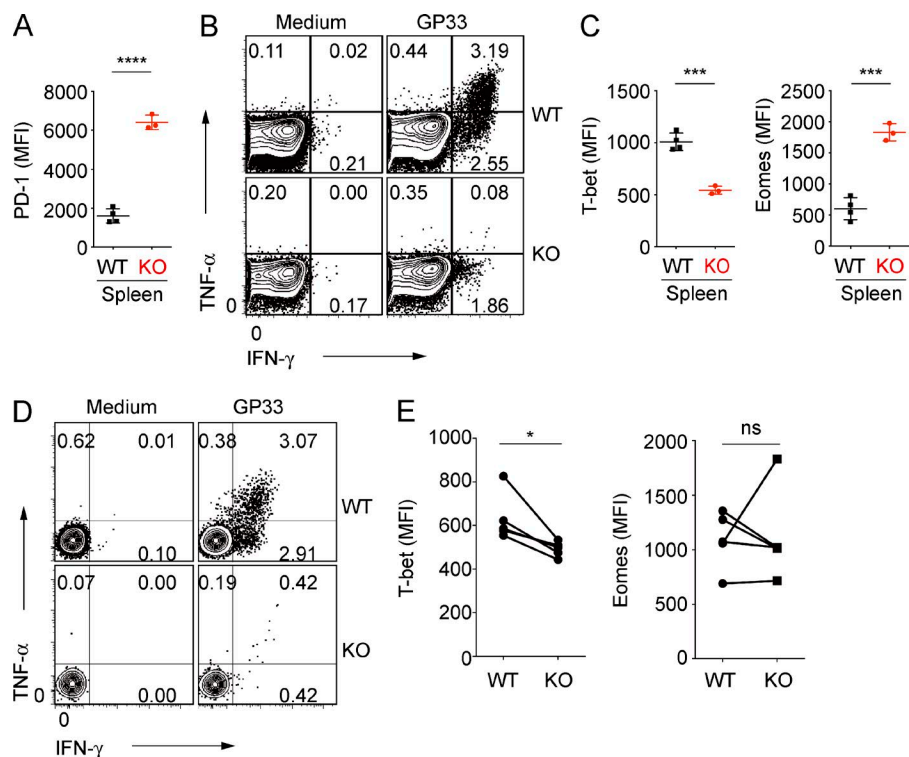 A
****
PD-1 (MFI)
8000
6000
4000
2000
0
WT KO
Spleen
B
Medium GP33
0.11 0.02 0.44 3.19
0.21 2.55
WT
0.20 0.00 0.35 0.08
0.17 1.86
KO
TNF-α
0
0
IFN-γ
C
***
T-bet (MFI)
1500
1000
500
0
WT KO
Spleen
***
Eomes (MFI)
2500
2000
1500
1000
500
0
WT KO
Spleen
D
Medium GP33
0.62 0.01 0.38 3.07
0.10 2.91
WT
0.07 0.00 0.19 0.42
0.00 0.42
KO
TNF-α
0
0
IFN-γ
E
*
T-bet (MFI)
1000
800
600
400
200
0
WT KO
ns
Eomes (MFI)
2000
1500
1000
500
0
WT KO